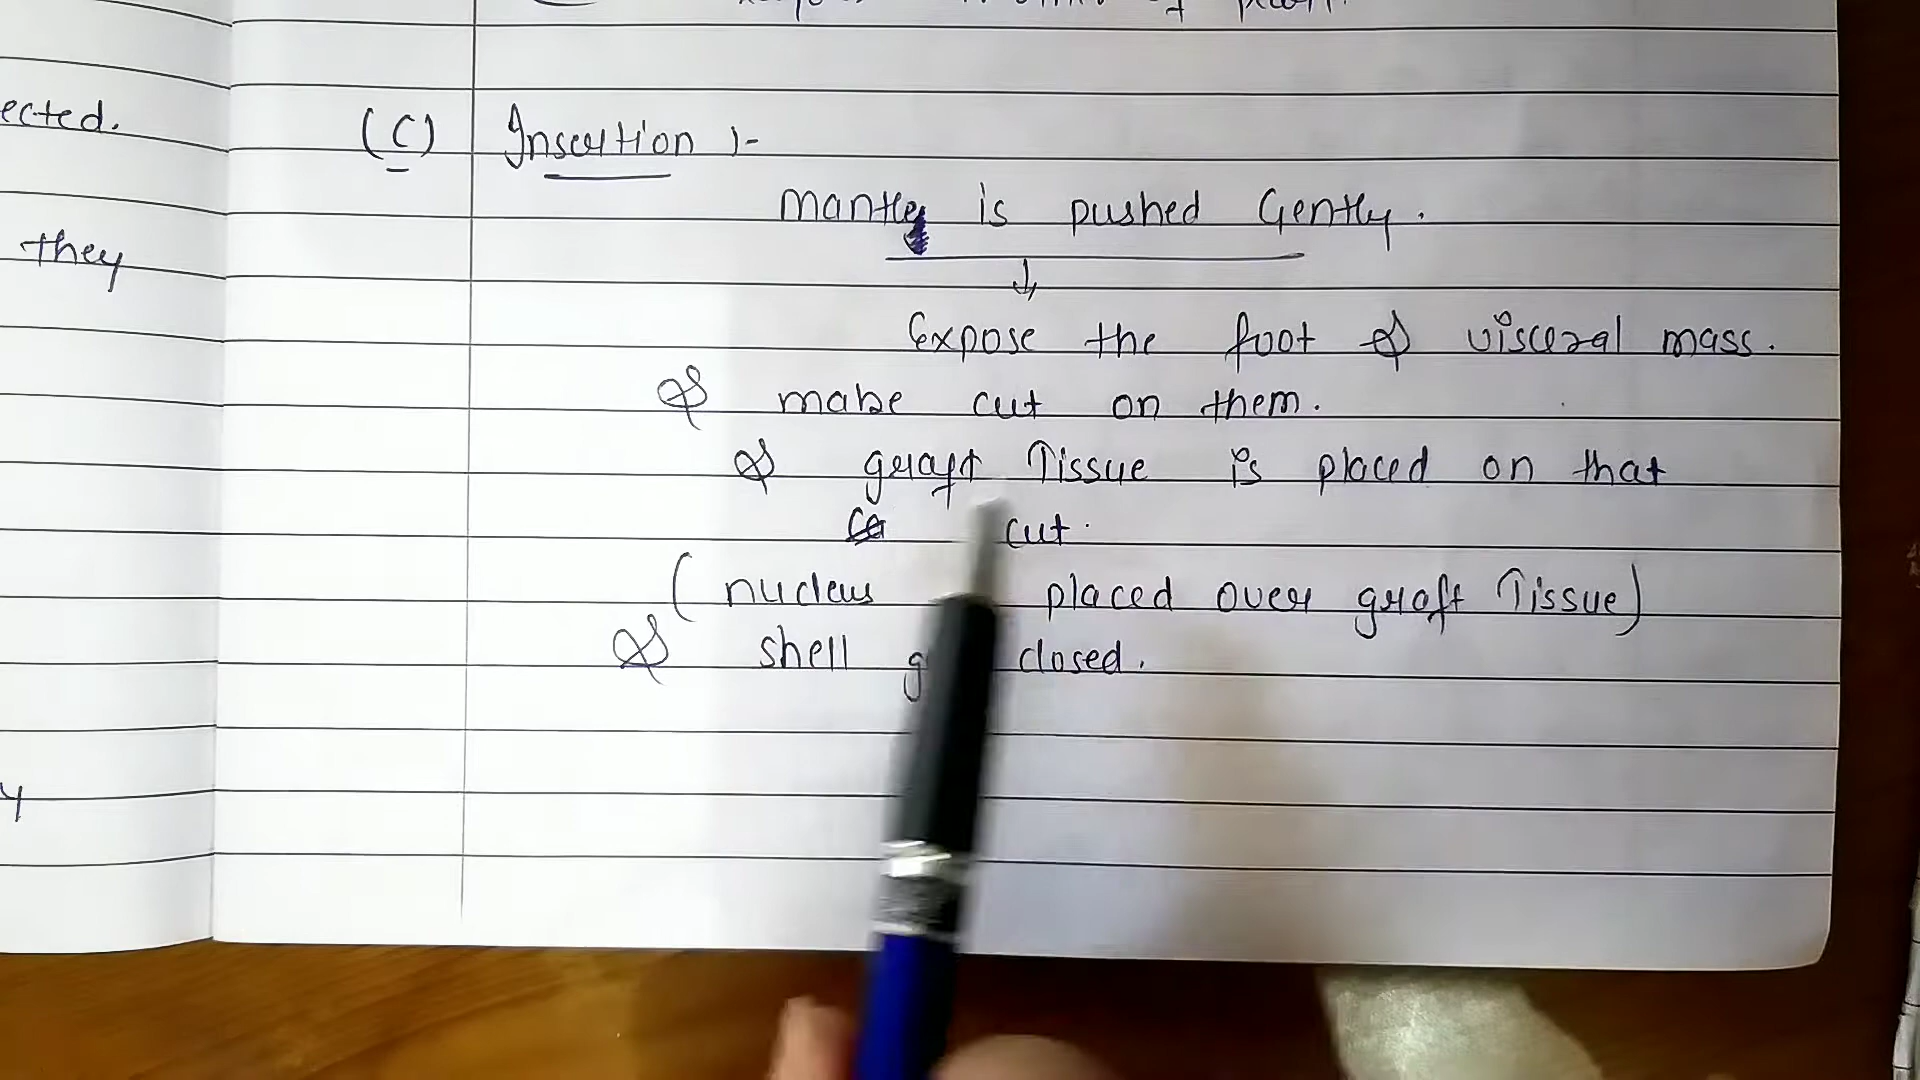 ected.
they
y
(C) Insertion :-
Mantle is pushed Gently.
↓
Expose the foot & visceral mass.
& make cut on them.
& graft Tissue is placed on that
cut.
(nucleus placed over graft Tissue)
& shell closed.